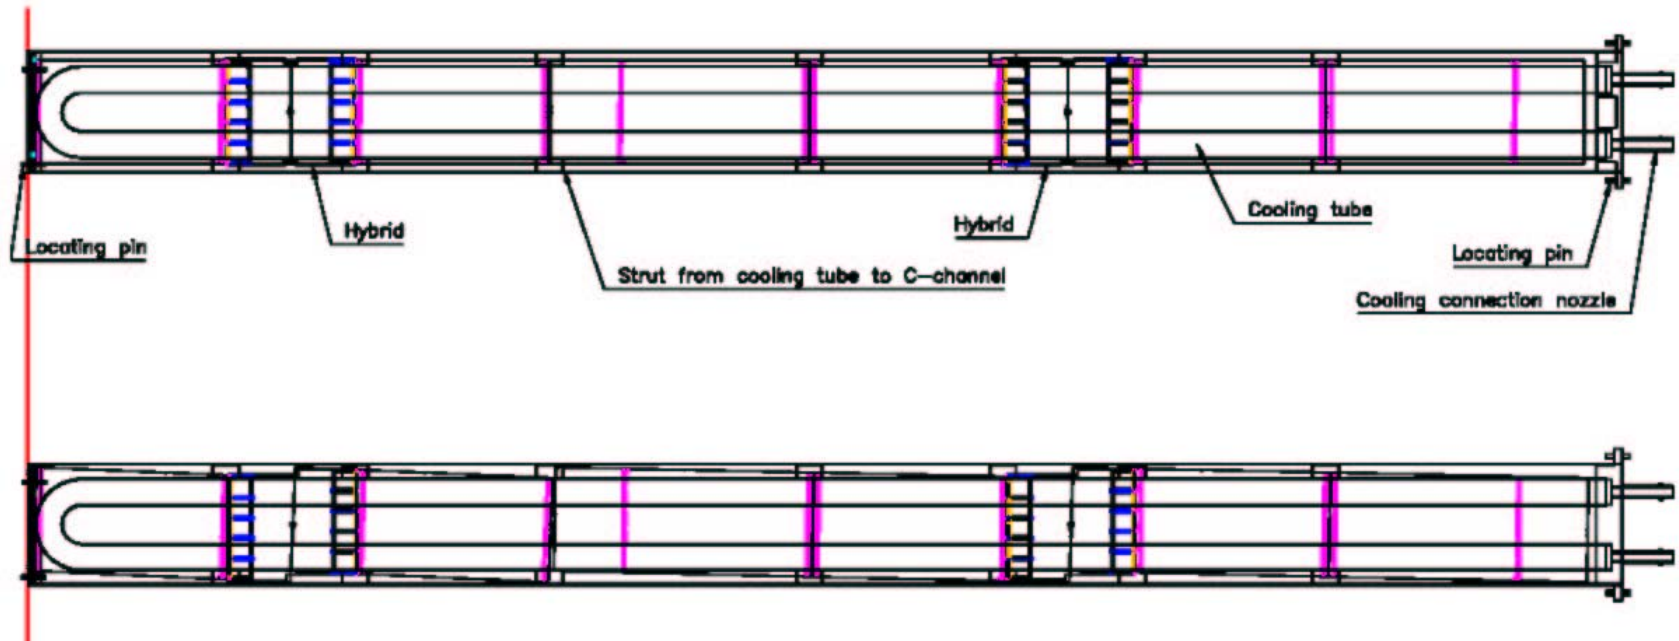 Locating pin
Hybrid
Strut from cooling tube to C-channel
Hybrid
Cooling tube
Locating pin
Cooling connection nozzle